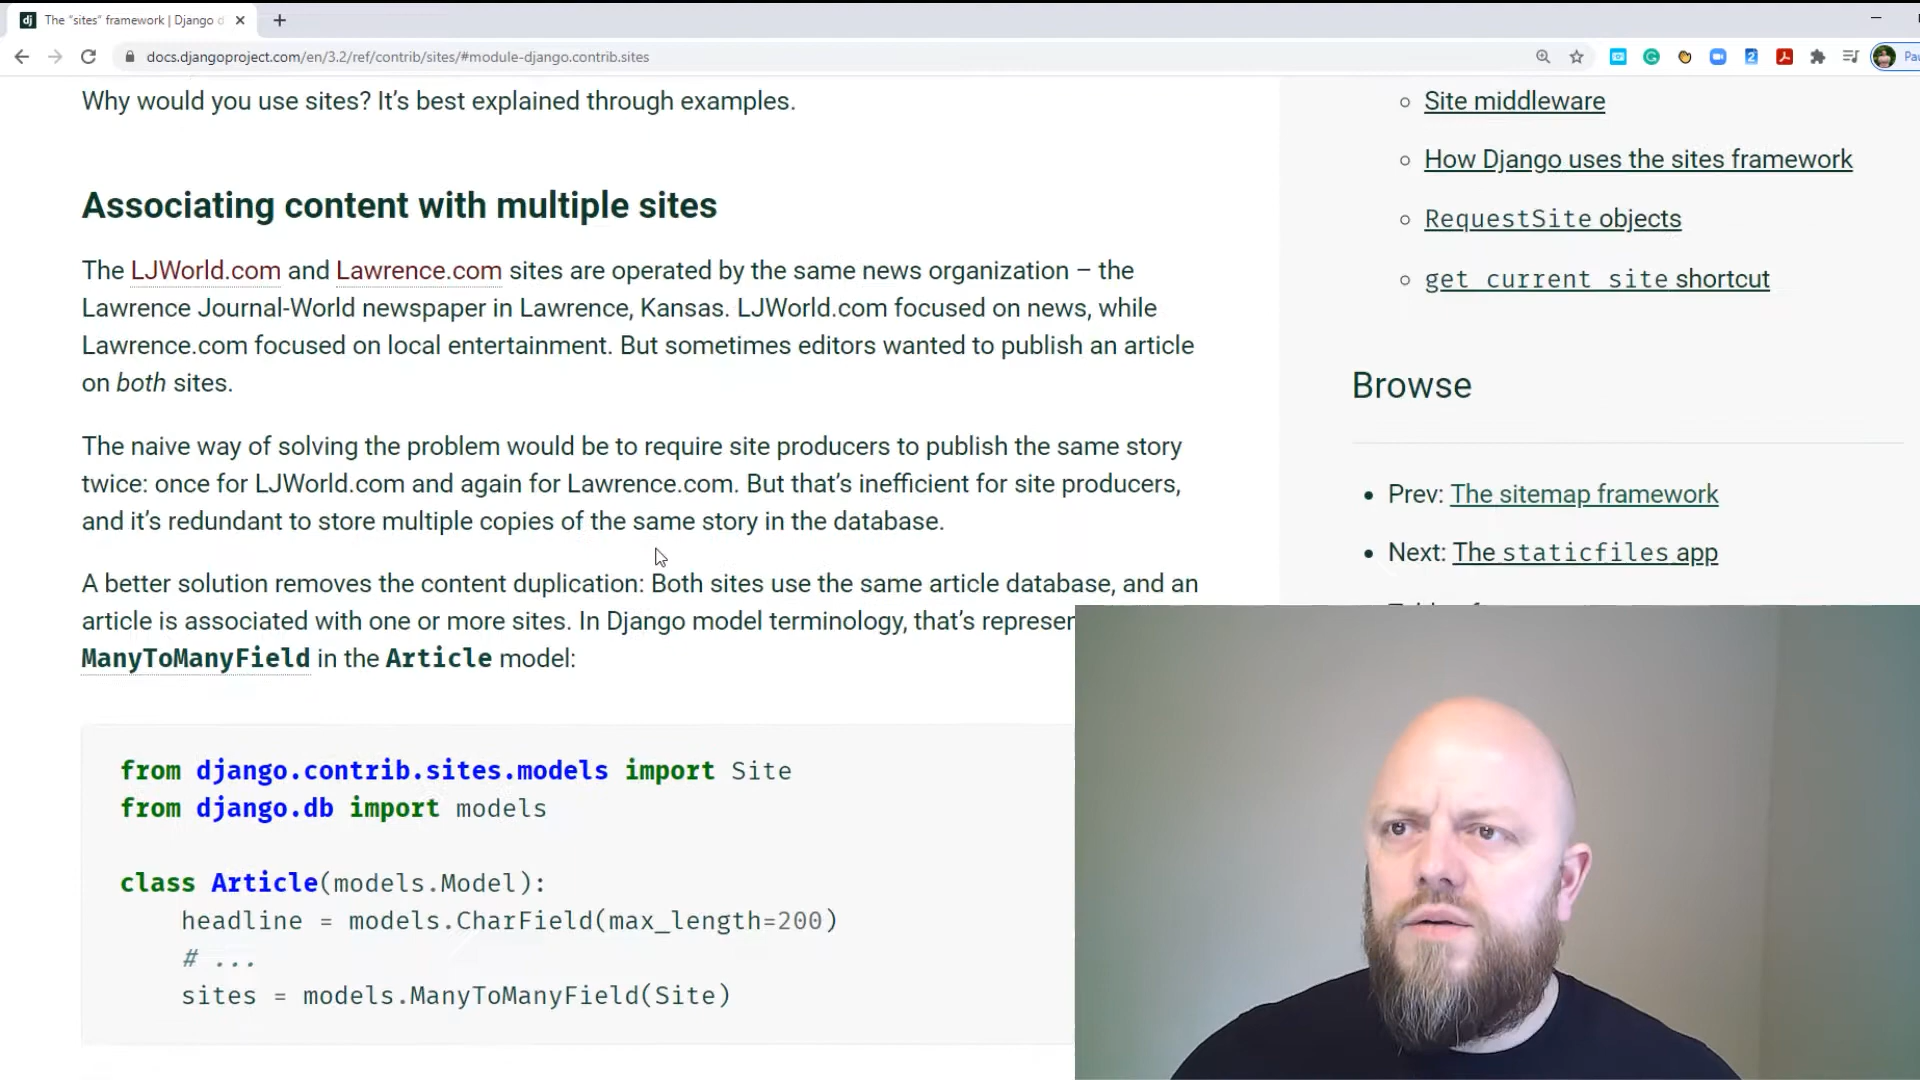 The "sites" framework | Django d
docs.djangoproject.com/en/3.2/ref/contrib/sites/#module-django.contrib.sites
Why would you use sites? It's best explained through examples.
Associating content with multiple sites
The LJWorld.com and Lawrence.com sites are operated by the same news organization – the
Lawrence Journal-World newspaper in Lawrence, Kansas. LJWorld.com focused on news, while
Lawrence.com focused on local entertainment. But sometimes editors wanted to publish an article
on both sites.
The naive way of solving the problem would be to require site producers to publish the same story
twice: once for LJWorld.com and again for Lawrence.com. But that's inefficient for site producers,
and it's redundant to store multiple copies of the same story in the database.
A better solution removes the content duplication: Both sites use the same article database, and an
article is associated with one or more sites. In Django model terminology, that's represen
ManyToManyField in the Article model:
from django.contrib.sites.models import Site
from django.db import models
class Article(models.Model):
    headline = models.CharField(max_length=200)
    # ...
    sites = models.ManyToManyField(Site)
Site middleware
How Django uses the sites framework
RequestSite objects
get_current_site shortcut
Browse
Prev: The sitemap framework
Next: The staticfiles app